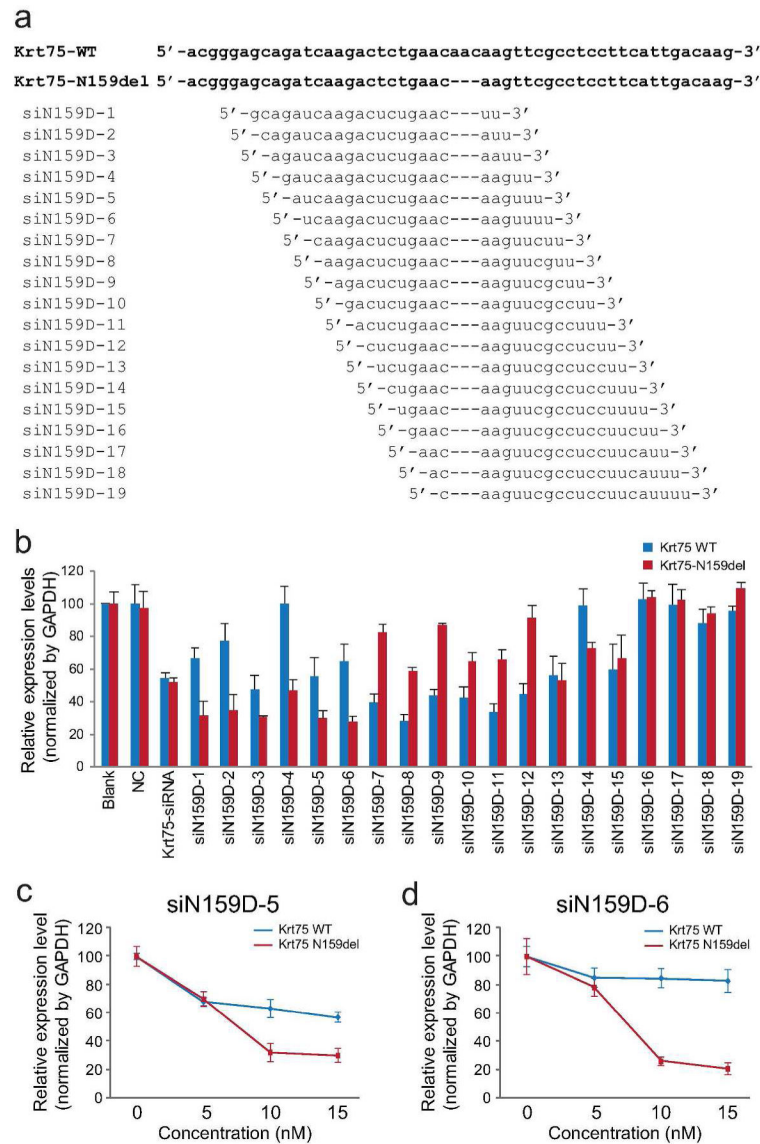 a
Krt75-WT 5'-acgggagcagatcaagactctgaacaacaagttcgcctccttcattgacaag-3'
Krt75-N159del 5'-acgggagcagatcaagactctgaac---aagttcgcctccttcattgacaag-3'
siN159D-1 5'-gcagaucaagacucugaac---uu-3'
siN159D-2 5'-cagaucaagacucugaac---auu-3'
siN159D-3 5'-agaucaagacucugaac---aauu-3'
siN159D-4 5'-gaucaagacucugaac---aaguu-3'
siN159D-5 5'-aucaagacucugaac---aaguuu-3'
siN159D-6 5'-ucaagacucugaac---aaguuuu-3'
siN159D-7 5'-caagacucugaac---aaguucuu-3'
siN159D-8 5'-aagacucugaac---aaguucguu-3'
siN159D-9 5'-agacucugaac---aaguucgcuu-3'
siN159D-10 5'-gacucugaac---aaguucgccuu-3'
siN159D-11 5'-acucugaac---aaguucgccuuu-3'
siN159D-12 5'-cucugaac---aaguucgccucuu-3'
siN159D-13 5'-ucugaac---aaguucgccuccuu-3'
siN159D-14 5'-cugaac---aaguucgccuccuuu-3'
siN159D-15 5'-ugaac---aaguucgccuccuuuu-3'
siN159D-16 5'-gaac---aaguucgccuccuucuu-3'
siN159D-17 5'-aac---aaguucgccuccuucauu-3'
siN159D-18 5'-ac---aaguucgccuccuucauuu-3'
siN159D-19 5'-c---aaguucgccuccuucauuuu-3'
b
Relative expression levels
(normalized by GAPDH)
Krt75 WT
Krt75-N159del
120
100
80
60
40
20
0
Blank
NC
Krt75-siRNA
siN159D-1
siN159D-2
siN159D-3
siN159D-4
siN159D-5
siN159D-6
siN159D-7
siN159D-8
siN159D-9
siN159D-10
siN159D-11
siN159D-12
siN159D-13
siN159D-14
siN159D-15
siN159D-16
siN159D-17
siN159D-18
siN159D-19
c
siN159D-5
Relative expression level
(normalized by GAPDH)
Krt75 WT
Krt75 N159del
120
100
80
60
40
20
0
0 5 10 15
Concentration (nM)
d
siN159D-6
Relative expression level
(normalized by GAPDH)
Krt75 WT
Krt75 N159del
120
100
80
60
40
20
0
0 5 10 15
Concentration (nM)